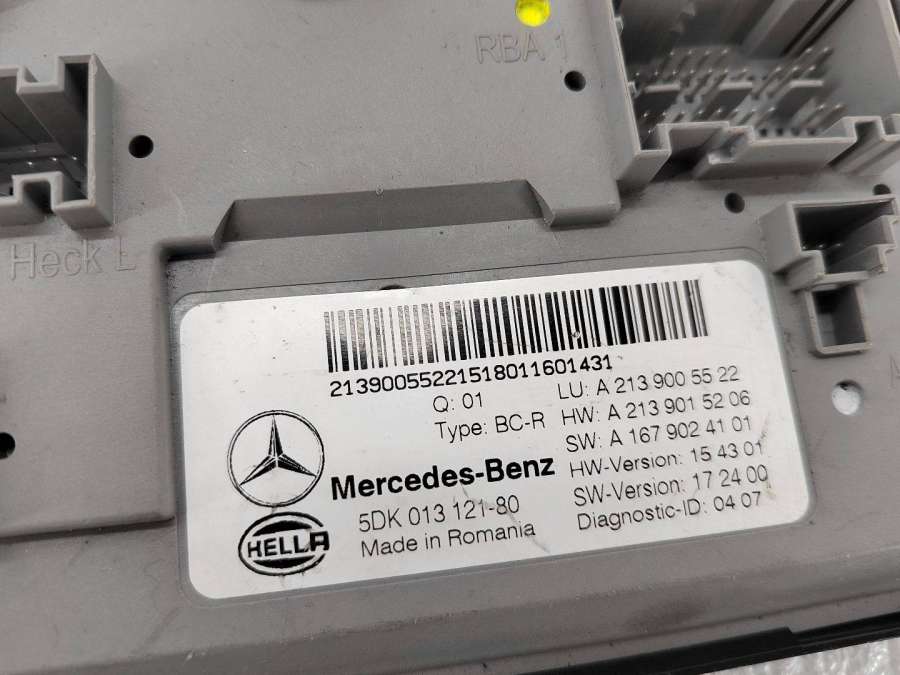 RBA 1
Heck L
21390055221518011601431
Q: 01
Type: BC-R
LU: A 213 900 55 22
HW: A 213 901 52 06
SW: A 167 902 41 01
HW-Version: 15 43 01
SW-Version: 17 24 00
Diagnostic-ID: 04 07
Mercedes-Benz
5DK 013 121-80
Made in Romania
HELLA